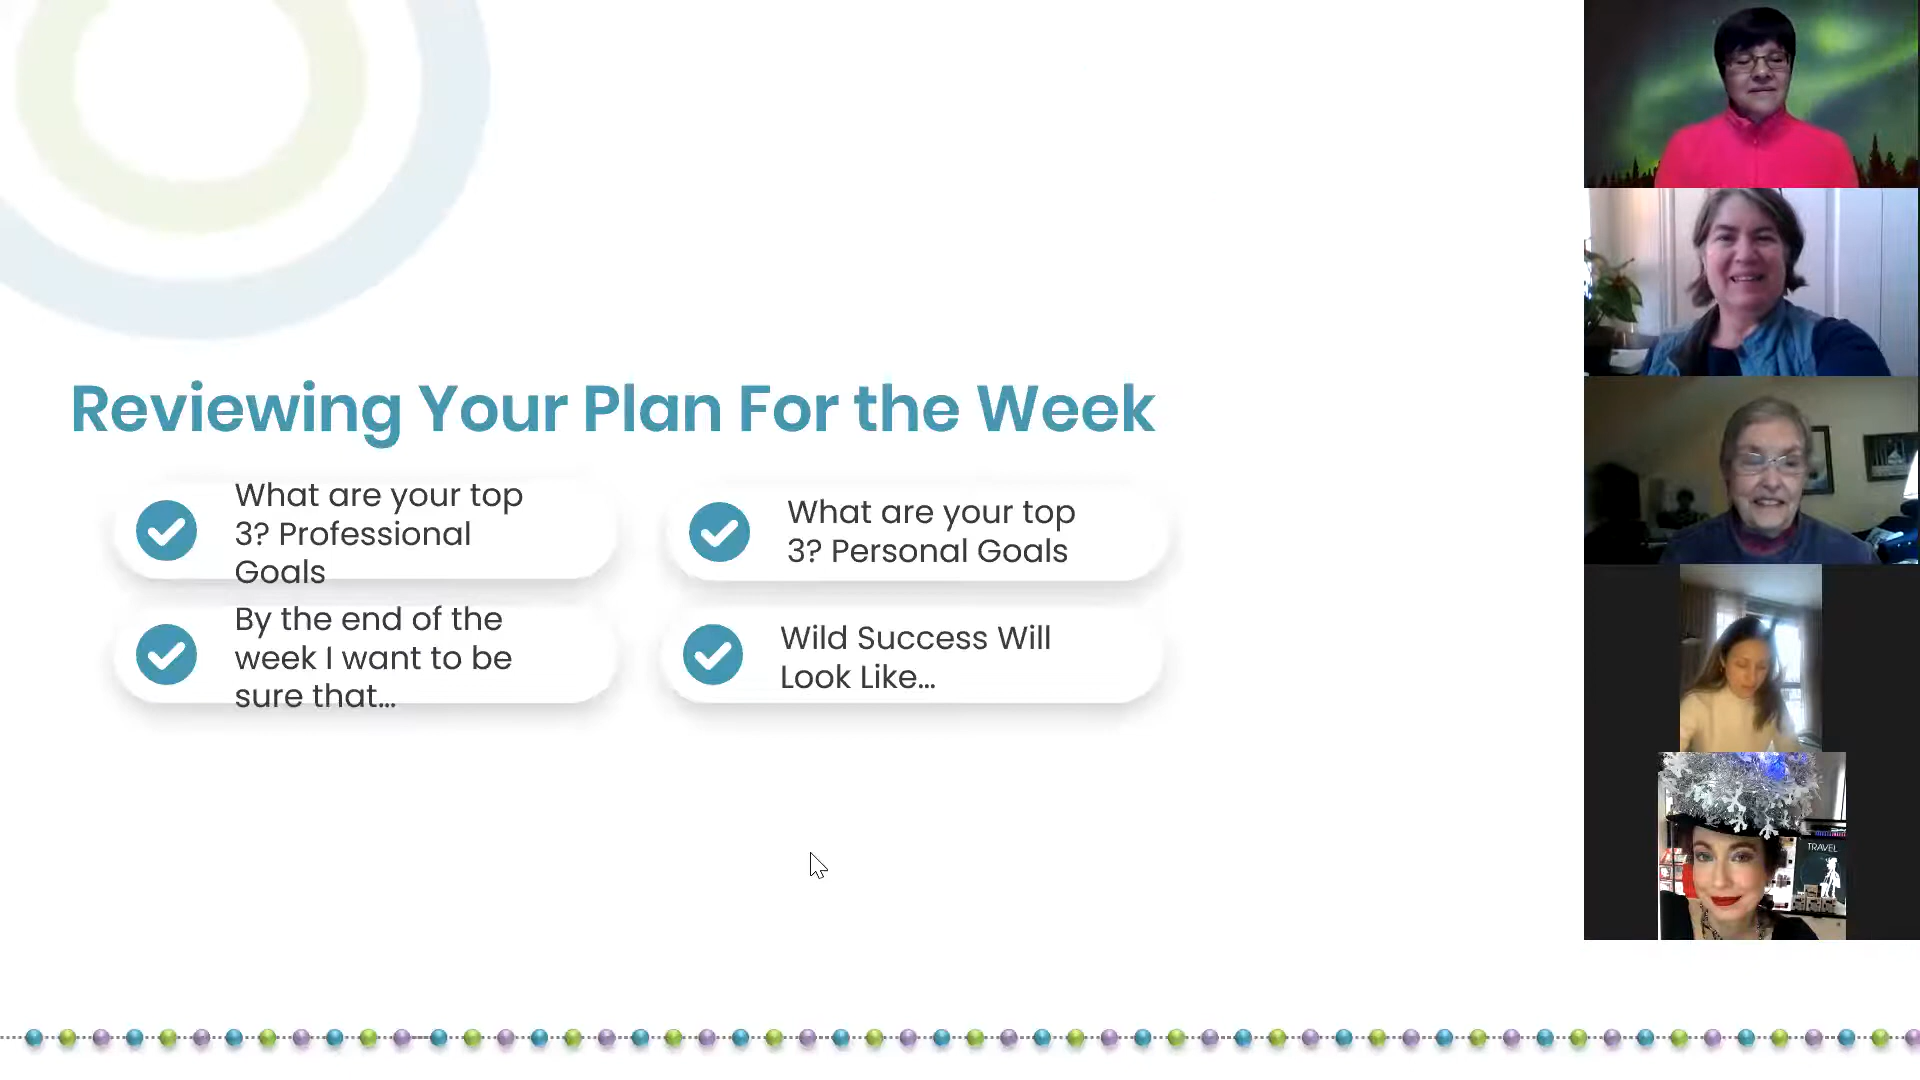 Reviewing Your Plan For the Week
What are your top
3? Professional
Goals
What are your top
3? Personal Goals
By the end of the
week I want to be
sure that...
Wild Success Will
Look Like...
TRAVEL